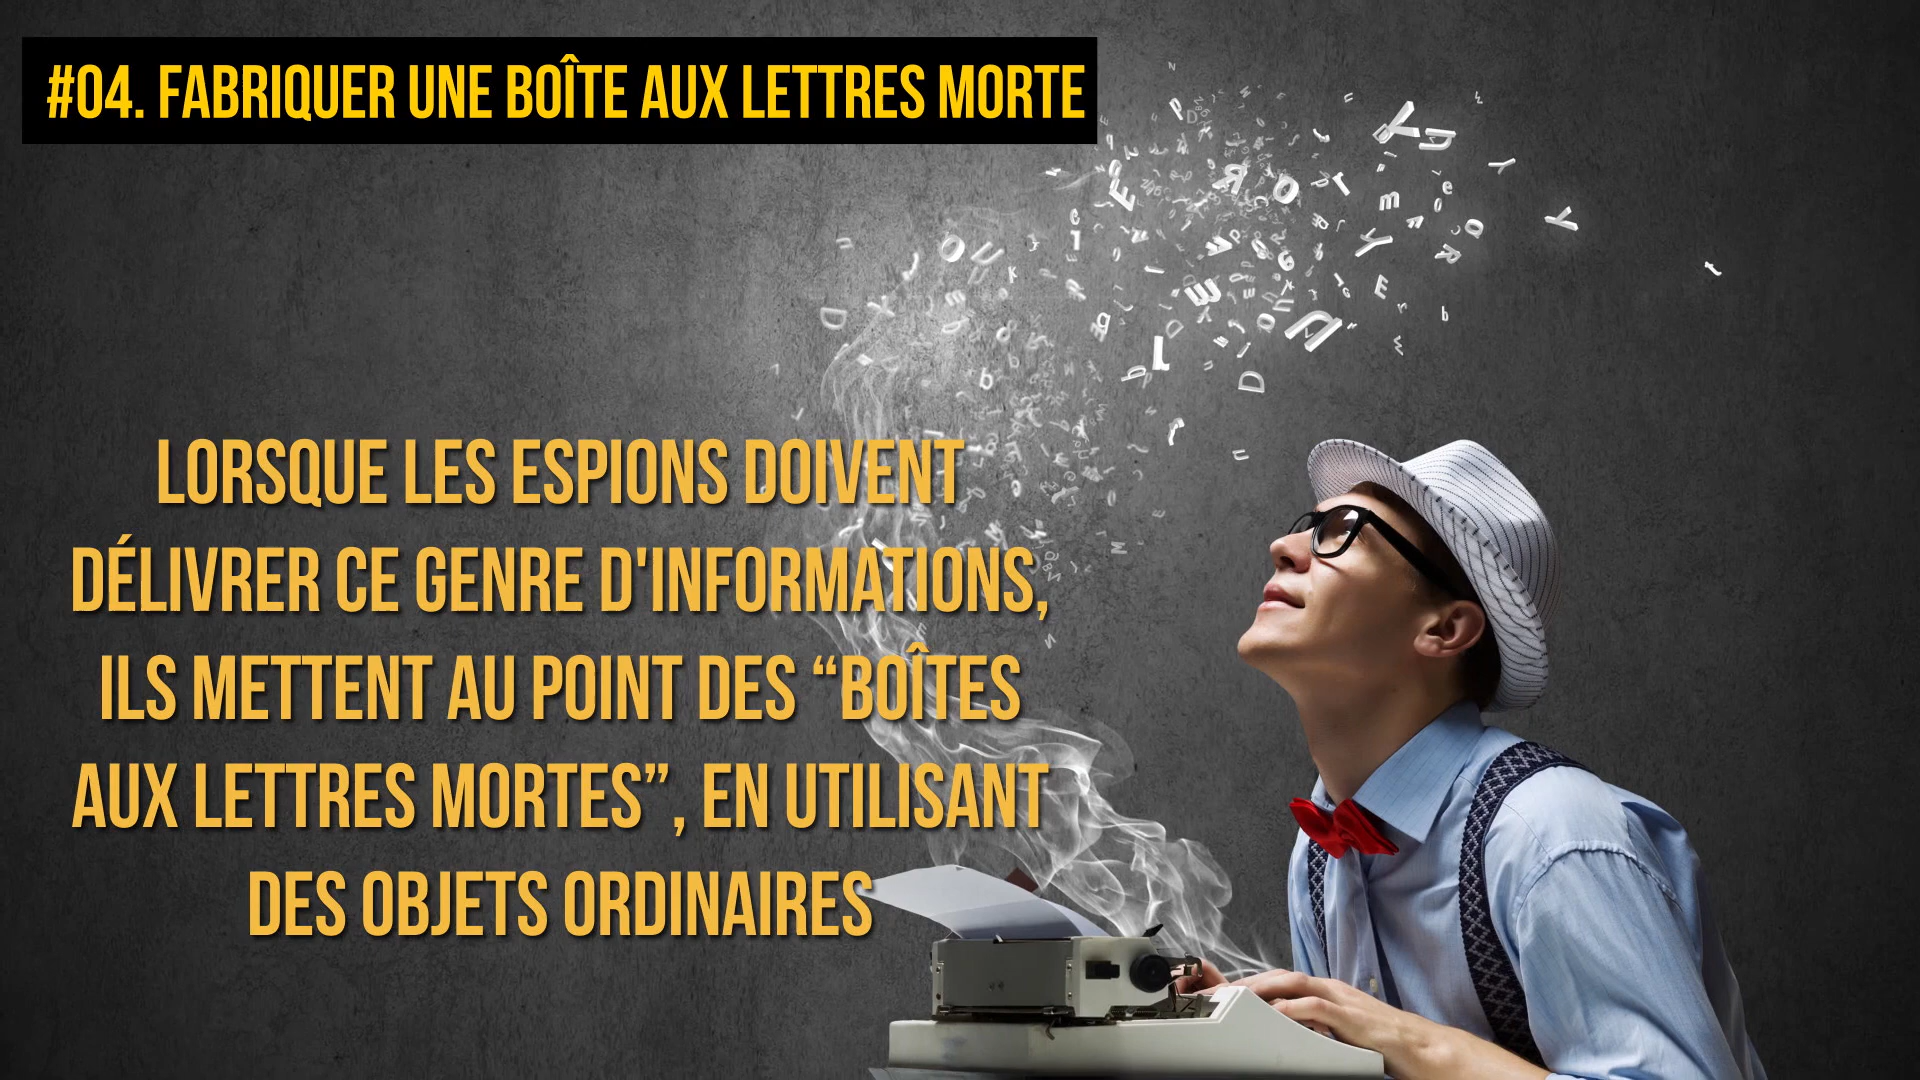 #04. FABRIQUER UNE BOÎTE AUX LETTRES MORTE
LORSQUE LES ESPIONS DOIVENT
DÉLIVRER CE GENRE D'INFORMATIONS,
ILS METTENT AU POINT DES “BOÎTES
AUX LETTRES MORTES”, EN UTILISANT
DES OBJETS ORDINAIRES